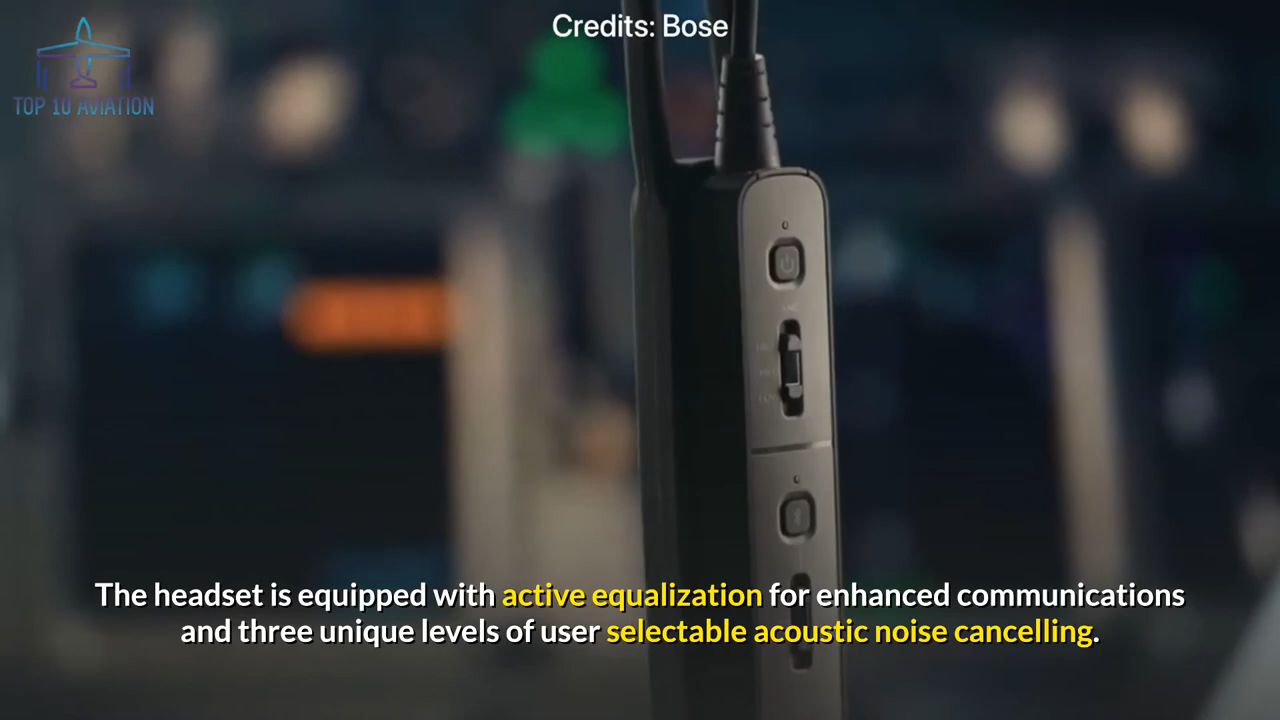 Credits: Bose
TOP 10 AVIATION
The headset is equipped with active equalization for enhanced communications
and three unique levels of user selectable acoustic noise cancelling.